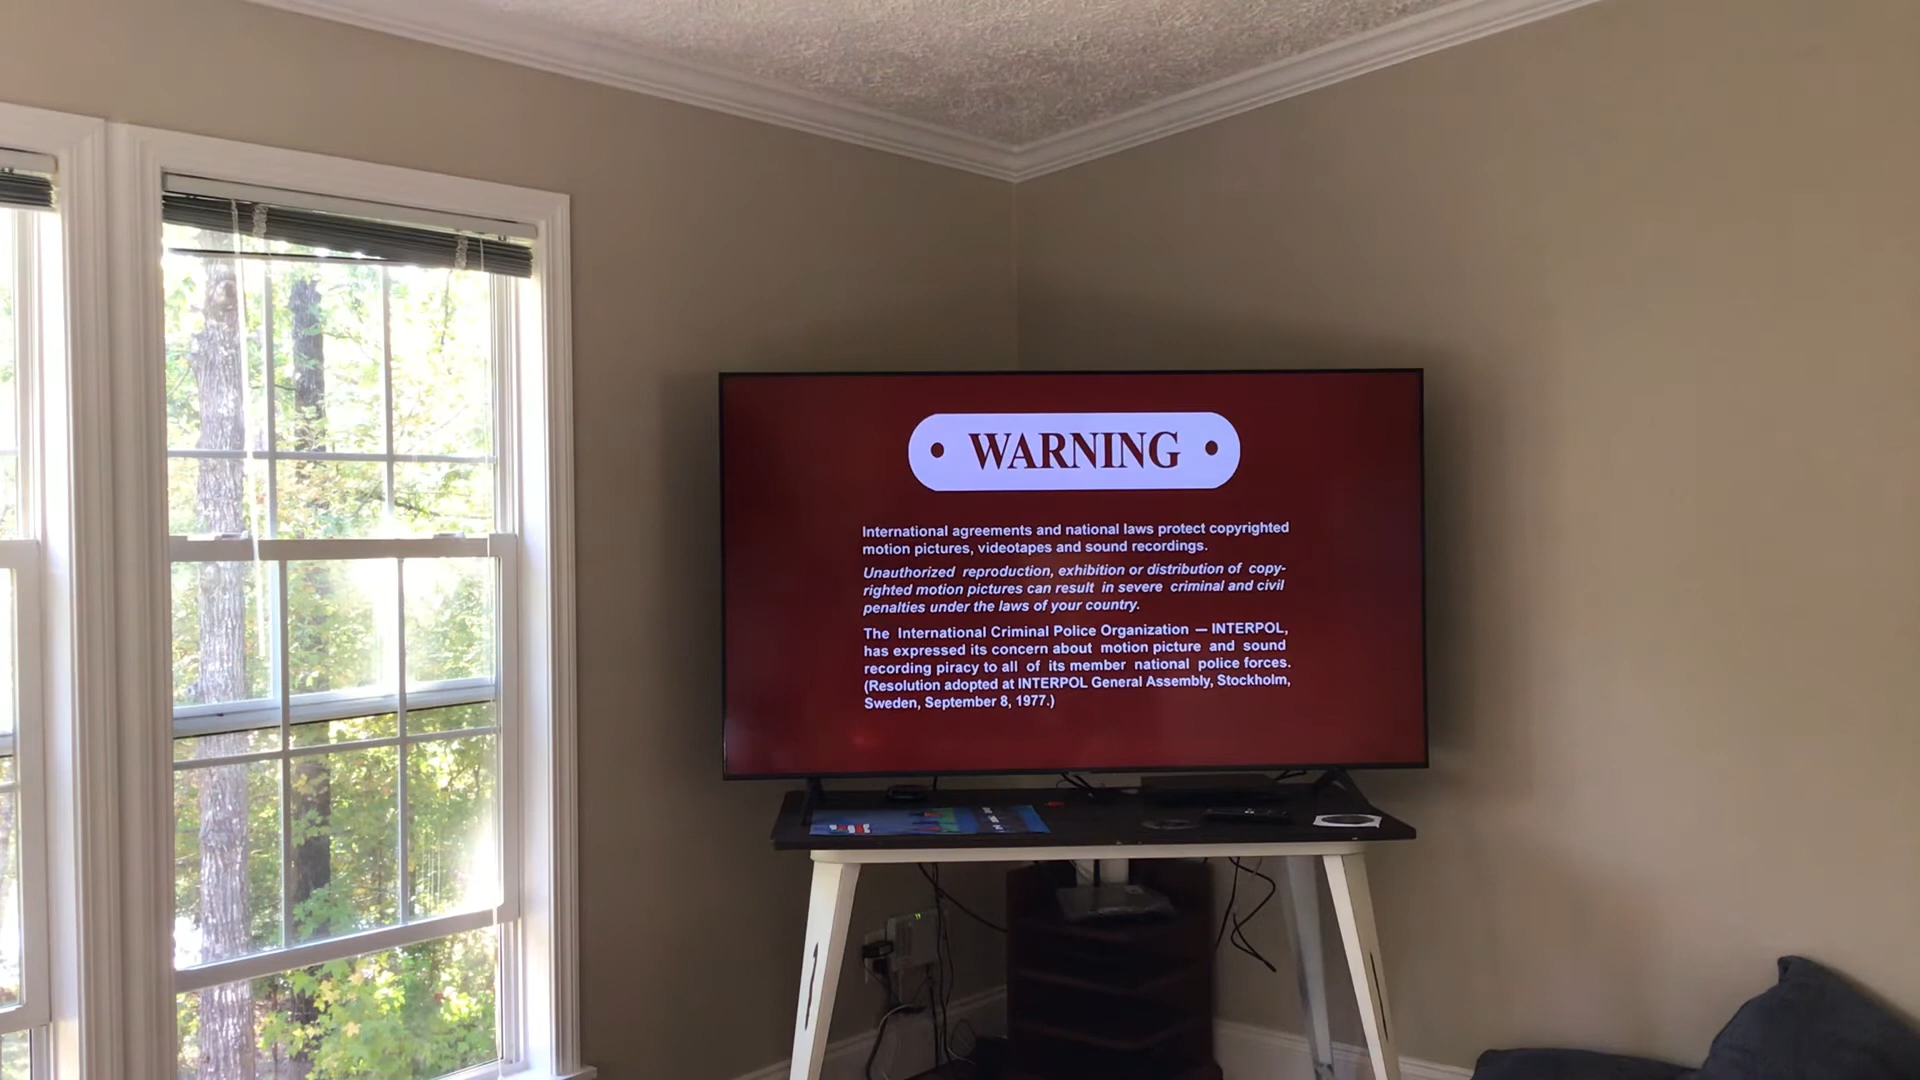 • WARNING •
International agreements and national laws protect copyrighted
motion pictures, videotapes and sound recordings.
Unauthorized reproduction, exhibition or distribution of copy-
righted motion pictures can result in severe criminal and civil
penalties under the laws of your country.
The International Criminal Police Organization — INTERPOL,
has expressed its concern about motion picture and sound
recording piracy to all of its member national police forces.
(Resolution adopted at INTERPOL General Assembly, Stockholm,
Sweden, September 8, 1977.)